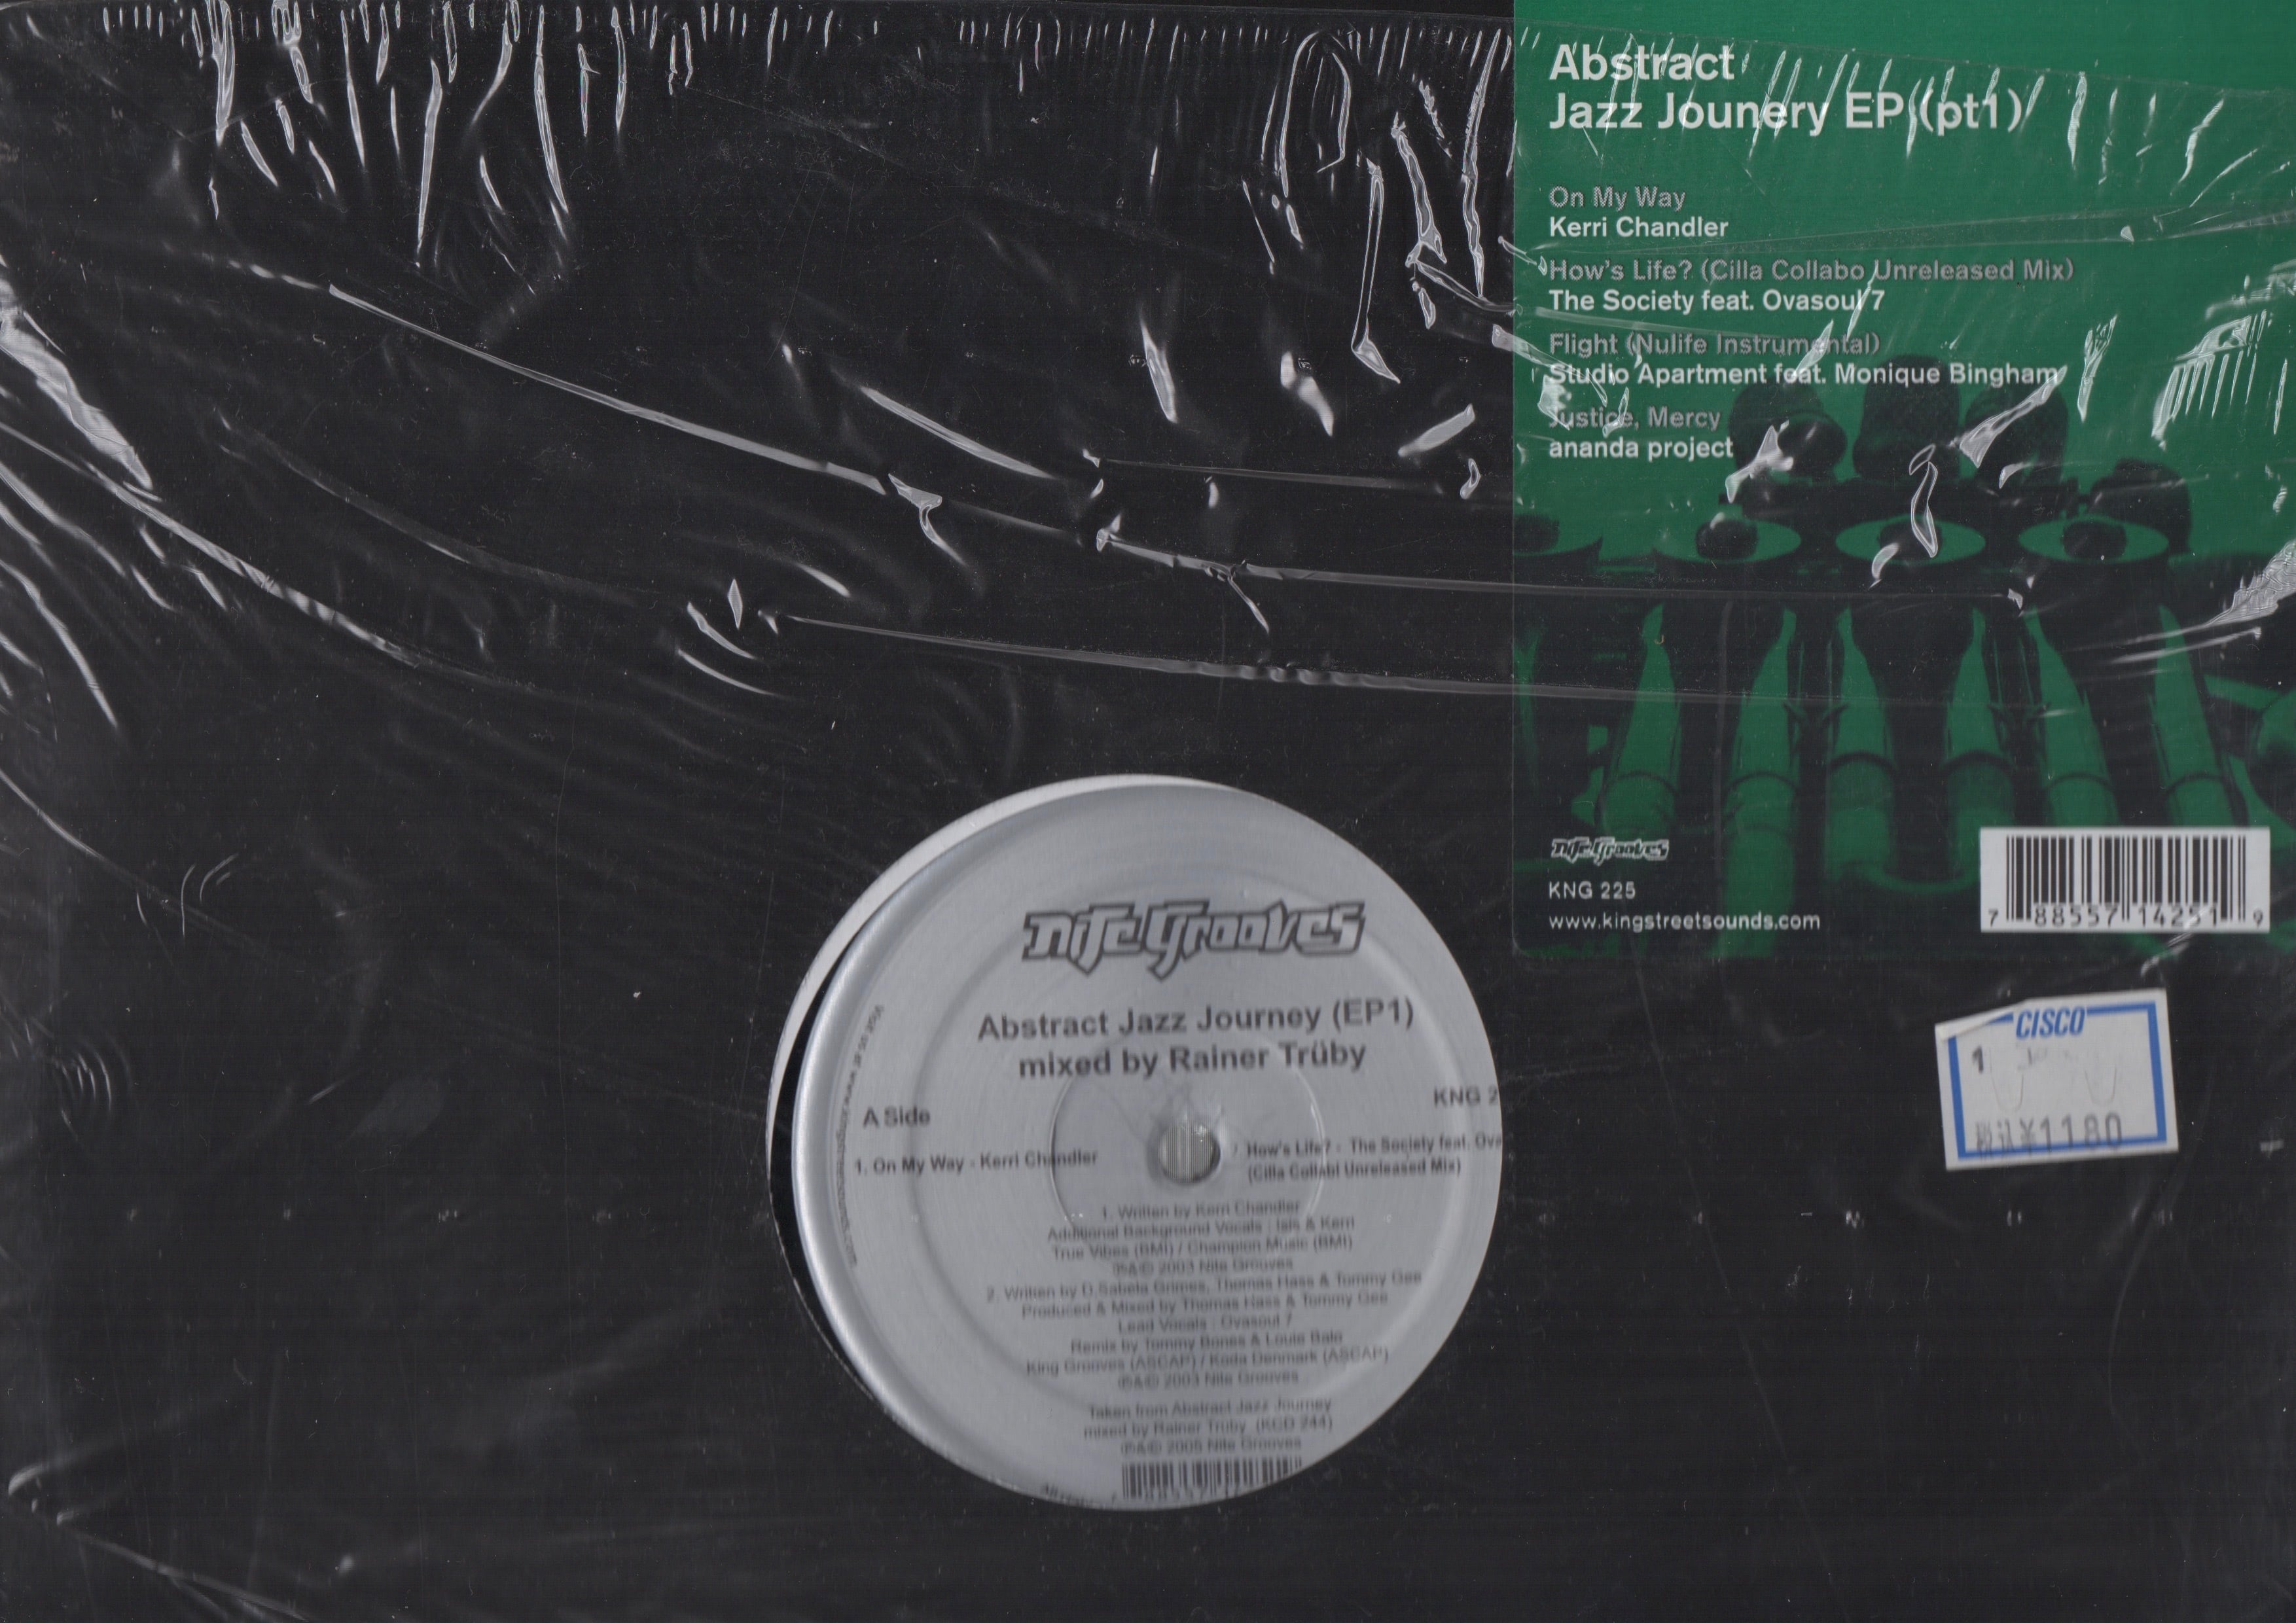 Abstract
Jazz Jounery EP (pt1)
On My Way
Kerri Chandler
How's Life? (Cilla Collabo Unreleased Mix)
The Society feat. Ovasoul 7
Flight (Nulife Instrumental)
Studio Apartment feat. Monique Bingham
Justice, Mercy
ananda project
Nite Grooves
KNG 225
www.kingstreetsounds.com
7 88557 14251 9
CISCO
税込¥1180
Nite Grooves
Abstract Jazz Journey (EP1)
mixed by Rainer Trüby
KNG 2
A Side
1. On My Way - Kerri Chandler
How's Life? - The Society feat. Ova
(Cilla Collabl Unreleased Mix)
1. Written by Kerri Chandler
Additional Background Vocals : Isis & Kerri
True Vibes (BMI) / Champion Music (BMI)
℗&© 2003 Nite Grooves
2. Written by D.Sabela Grimes, Thomas Hass & Tommy Gee
Produced & Mixed by Thomas Hass & Tommy Gee
Lead Vocals : Ovasoul 7
Remix by Tommy Bones & Louie Balo
King Grooves (ASCAP) / Koda Denmark (ASCAP)
℗&© 2003 Nite Grooves
Taken from Abstract Jazz Journey
mixed by Rainer Truby (KCD 244)
℗&© 2005 Nite Grooves